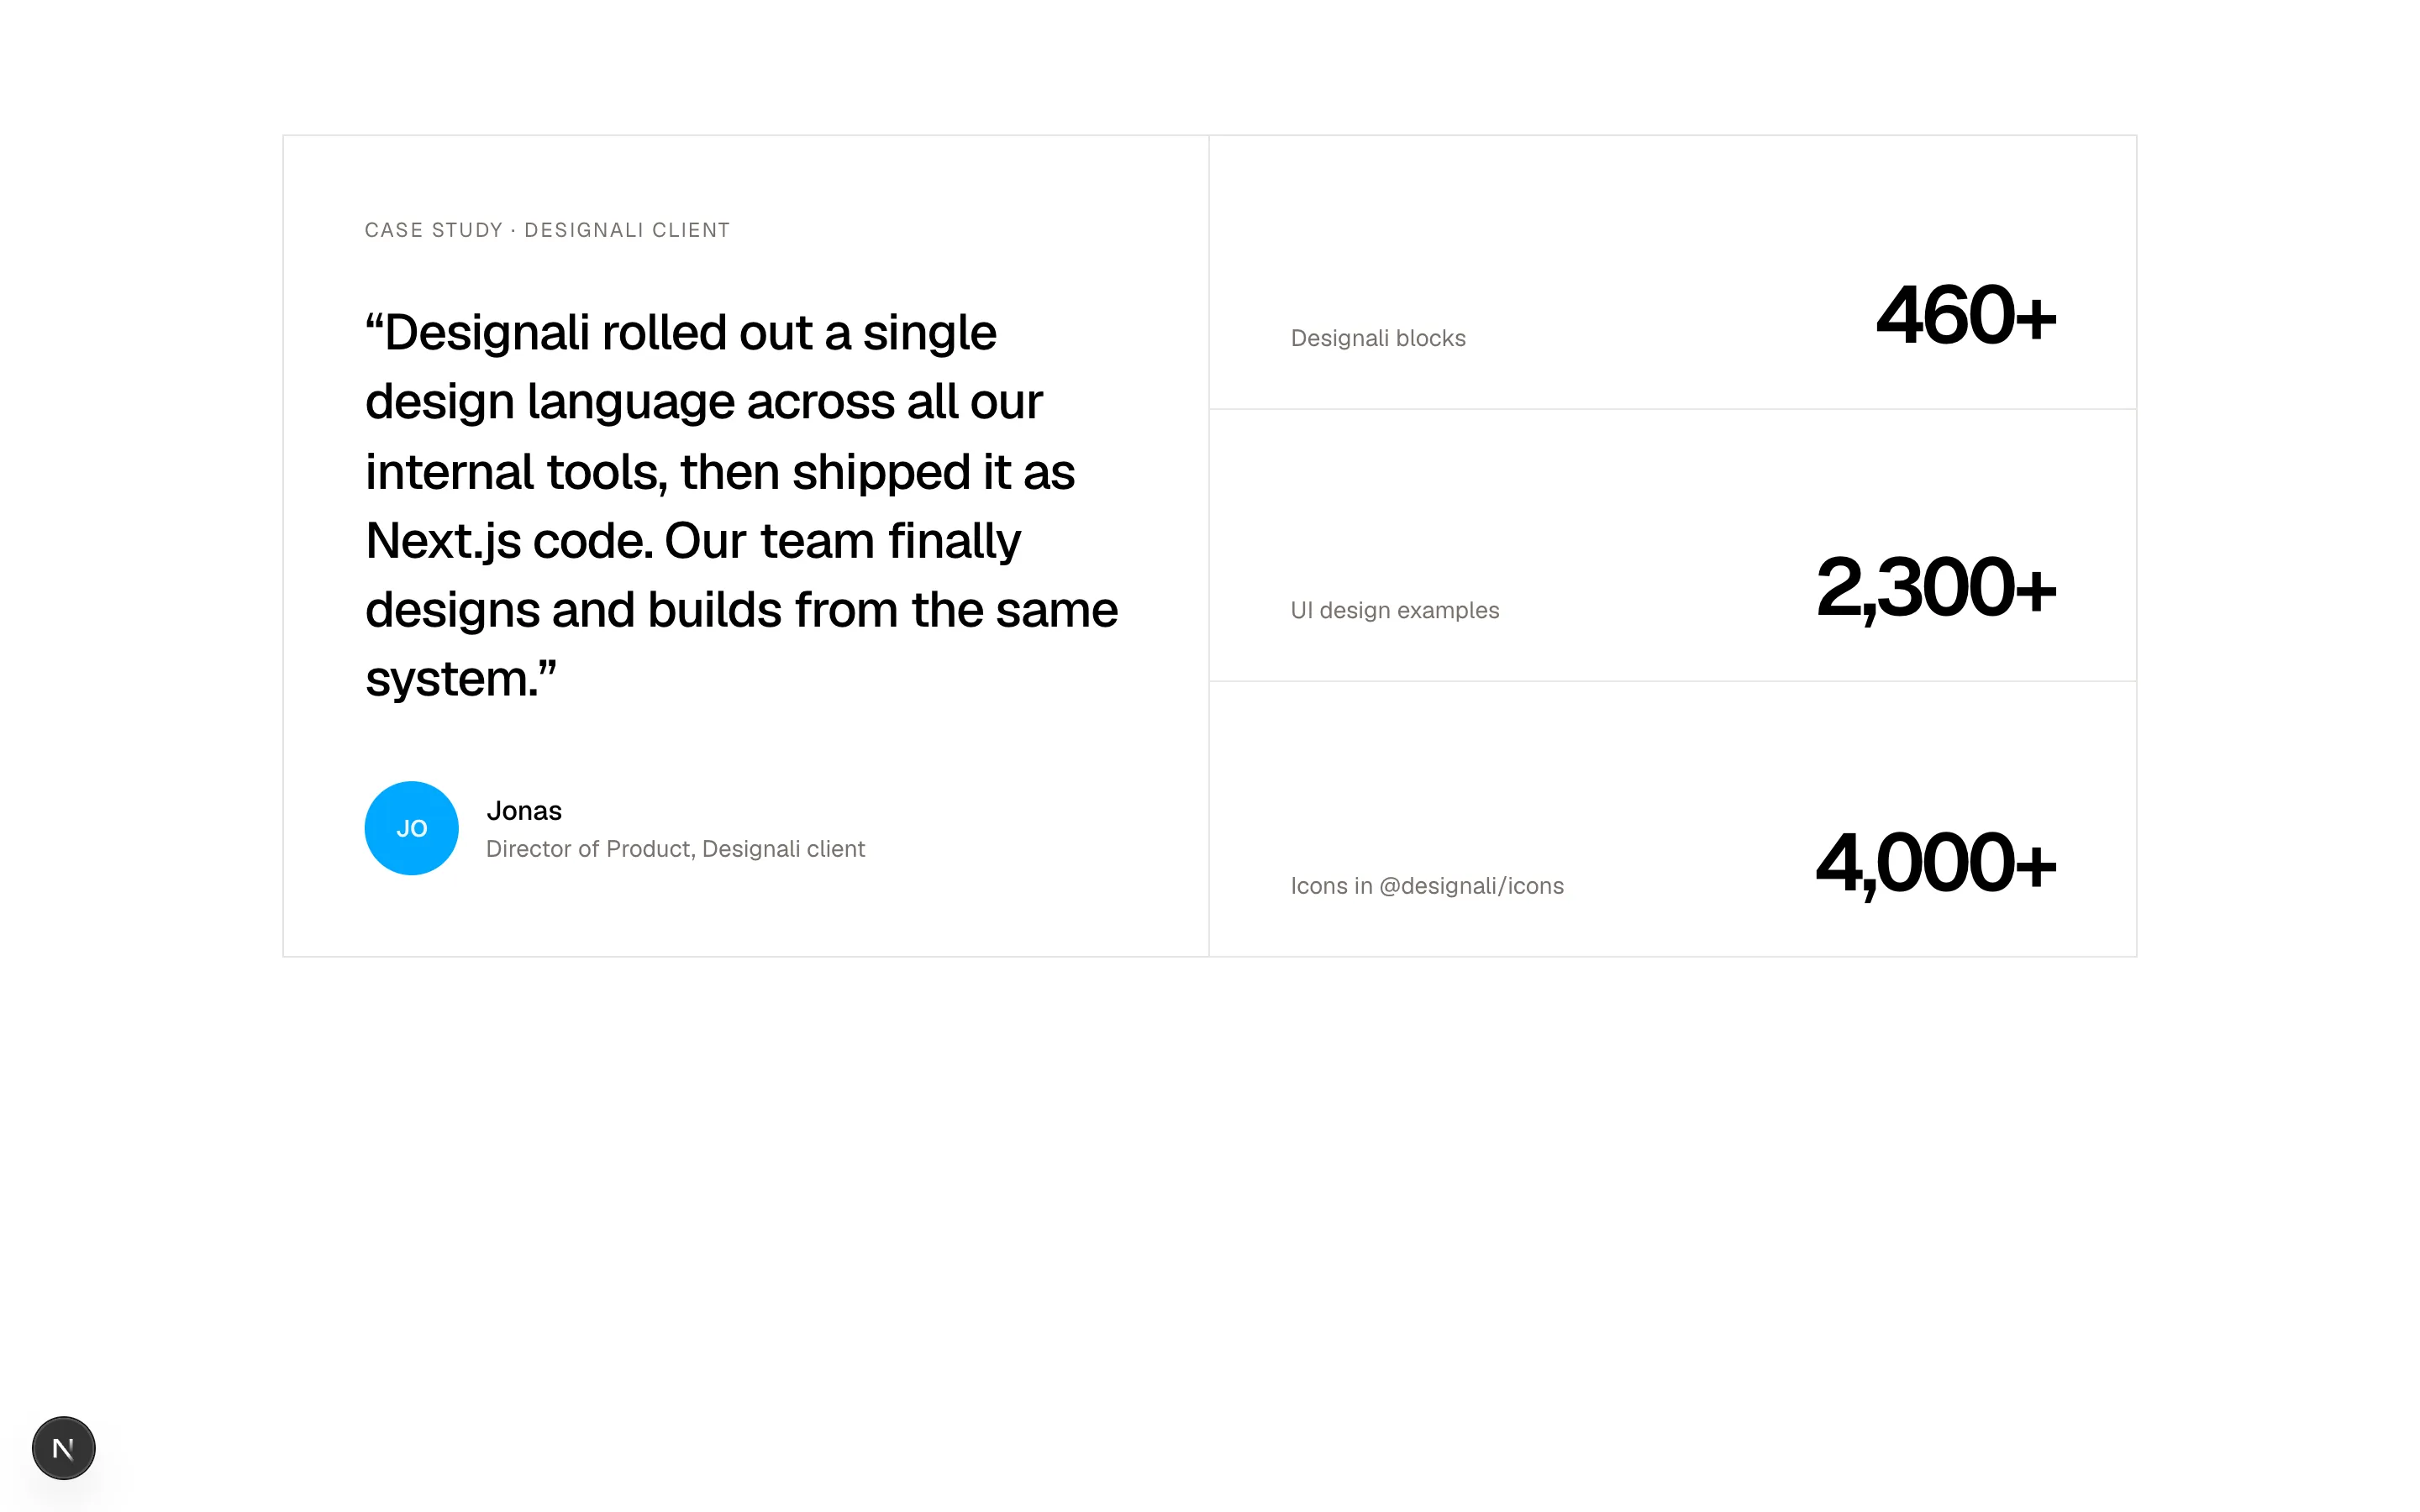 CASE STUDY · DESIGNALI CLIENT
“Designali rolled out a single
design language across all our
internal tools, then shipped it as
Next.js code. Our team finally
designs and builds from the same
system.”
JO
Jonas
Director of Product, Designali client
Designali blocks
460+
UI design examples
2,300+
Icons in @designali/icons
4,000+
N